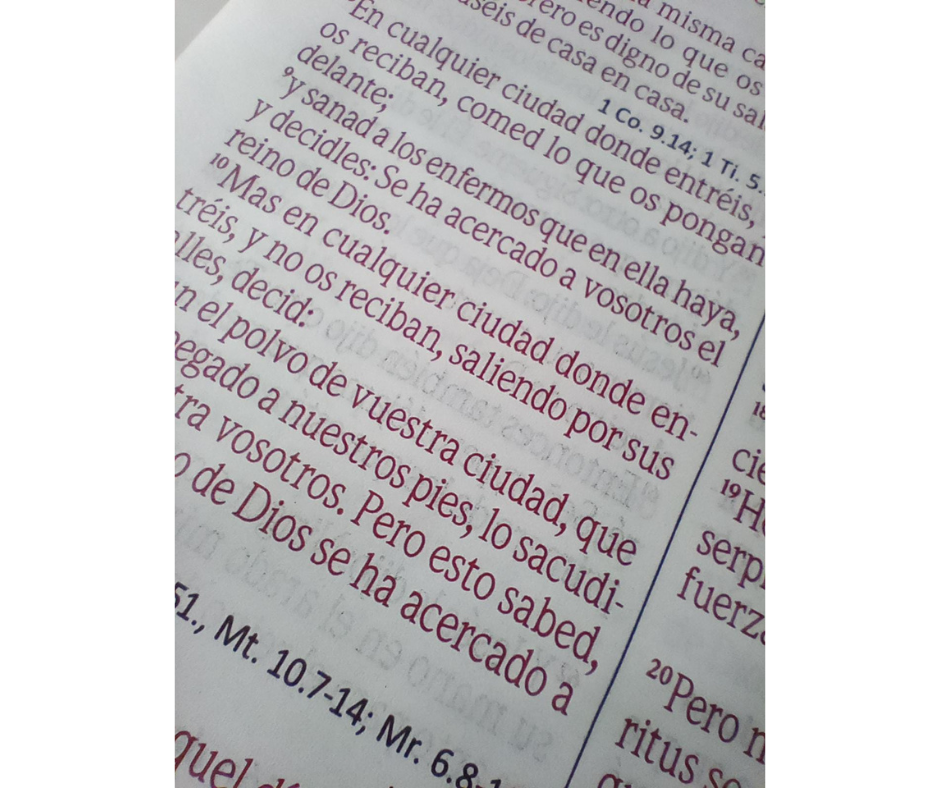 misma
endo lo que os
es digno de su
de casa en casa.
1 Co. 9.14; 1 Ti. 5.
En cualquier ciudad donde entréis,
os reciban, comed lo que os pongan
delante;
9y sanad a los enfermos que en ella haya,
y decidles: Se ha acercado a vosotros el
reino de Dios.
10Mas en cualquier ciudad donde en-
tréis, y no os reciban, saliendo por sus
lles, decid:
n el polvo de vuestra ciudad, que
egado a nuestros pies, lo sacudi-
tra vosotros. Pero esto sabed,
o de Dios se ha acercado a
51., Mt. 10.7-14; Mr. 6.8-1
quel
18
cie
19H
serp
fuerz
20Pero n
ritus so